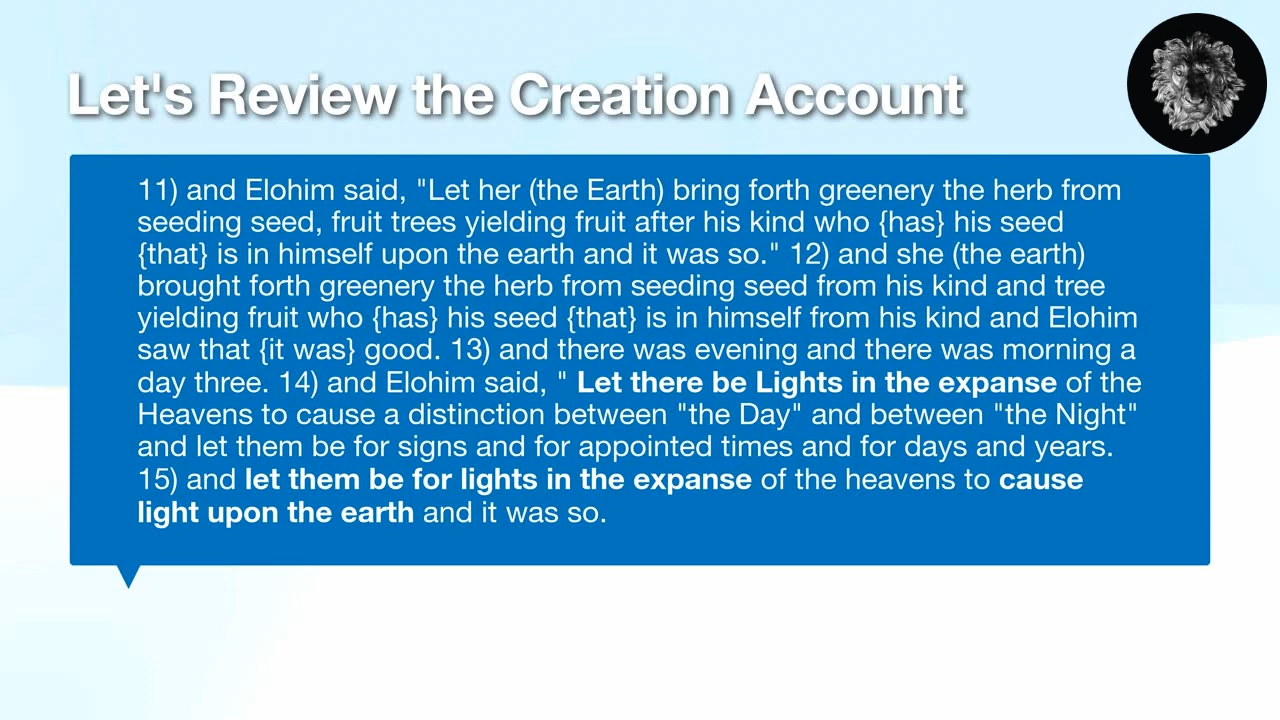 Let's Review the Creation Account
11) and Elohim said, "Let her (the Earth) bring forth greenery the herb from
seeding seed, fruit trees yielding fruit after his kind who {has} his seed
{that} is in himself upon the earth and it was so." 12) and she (the earth)
brought forth greenery the herb from seeding seed from his kind and tree
yielding fruit who {has} his seed {that} is in himself from his kind and Elohim
saw that {it was} good. 13) and there was evening and there was morning a
day three. 14) and Elohim said, " Let there be Lights in the expanse of the
Heavens to cause a distinction between "the Day" and between "the Night"
and let them be for signs and for appointed times and for days and years.
15) and let them be for lights in the expanse of the heavens to cause
light upon the earth and it was so.